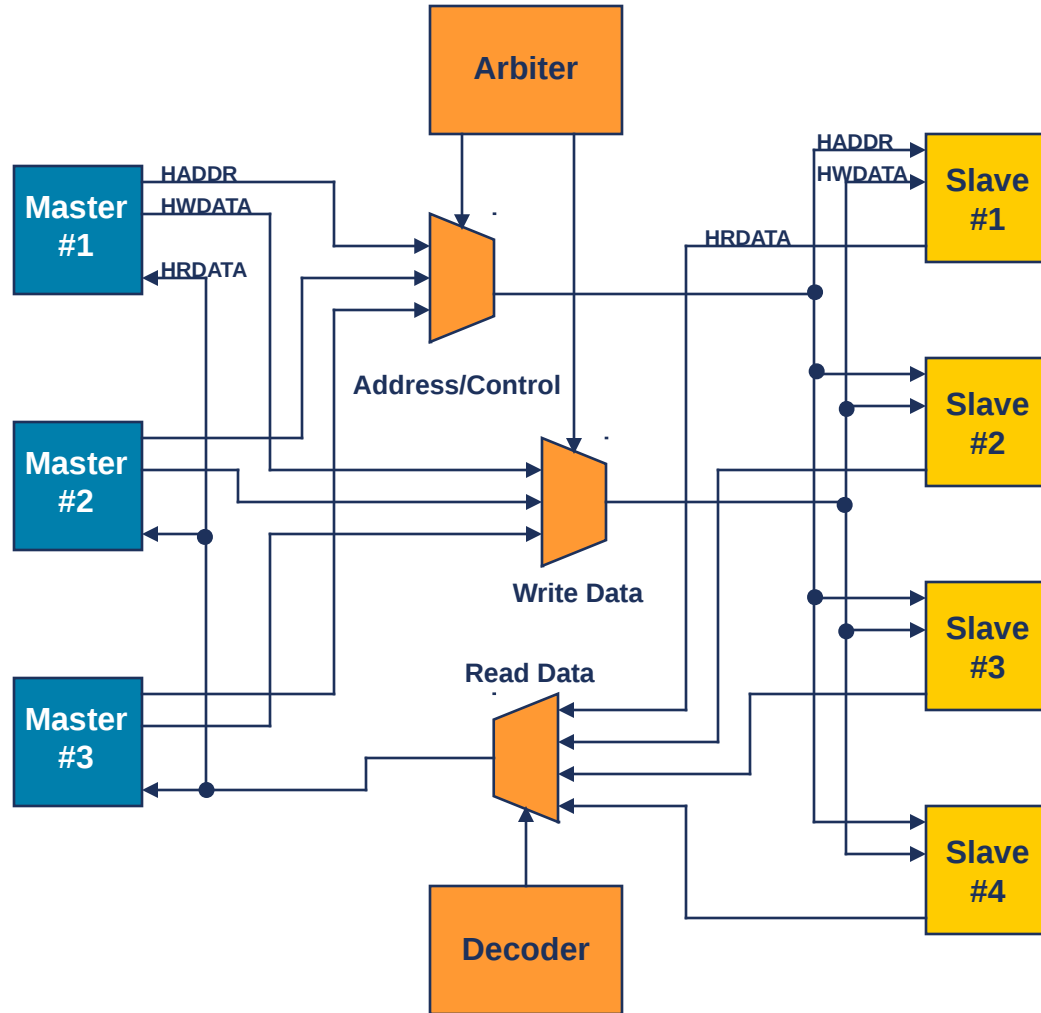 Arbiter
HADDR
HWDATA
HRDATA
Master
#1
HADDR
HWDATA
HRDATA
Slave
#1
Address/Control
Master
#2
Slave
#2
Write Data
Slave
#3
Read Data
Master
#3
Slave
#4
Decoder